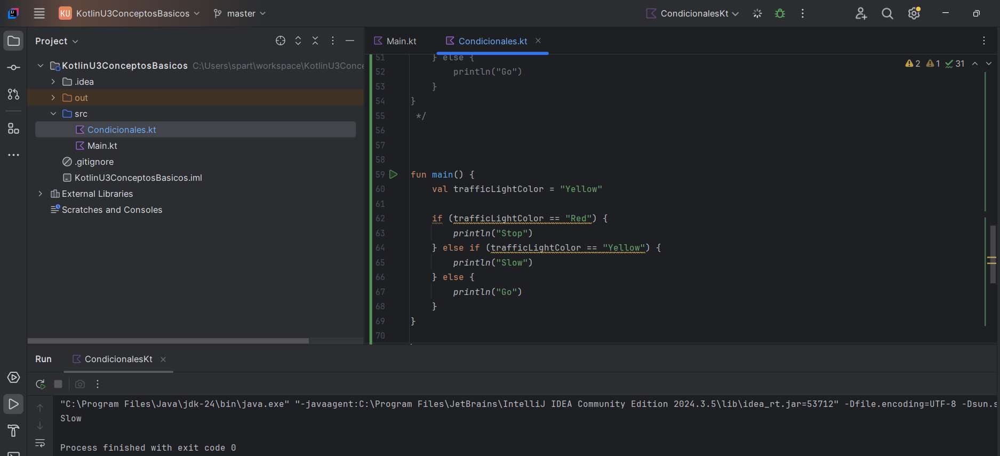 KU KotlinU3ConceptosBasicos master CondicionalesKt
Project
KotlinU3ConceptosBasicos C:\Users\spart\workspace\KotlinU3Conce
.idea
out
src
Condicionales.kt
Main.kt
.gitignore
KotlinU3ConceptosBasicos.iml
External Libraries
Scratches and Consoles
Main.kt Condicionales.kt
2 1 31
51 } else {
52 println("Go")
53 }
54 }
55 */
56
57
58
59 fun main() {
60 val trafficLightColor = "Yellow"
61
62 if (trafficLightColor == "Red") {
63 println("Stop")
64 } else if (trafficLightColor == "Yellow") {
65 println("Slow")
66 } else {
67 println("Go")
68 }
69 }
70
Run CondicionalesKt
"C:\Program Files\Java\jdk-24\bin\java.exe" "-javaagent:C:\Program Files\JetBrains\IntelliJ IDEA Community Edition 2024.3.5\lib\idea_rt.jar=53712" -Dfile.encoding=UTF-8 -Dsun.s
Slow
Process finished with exit code 0